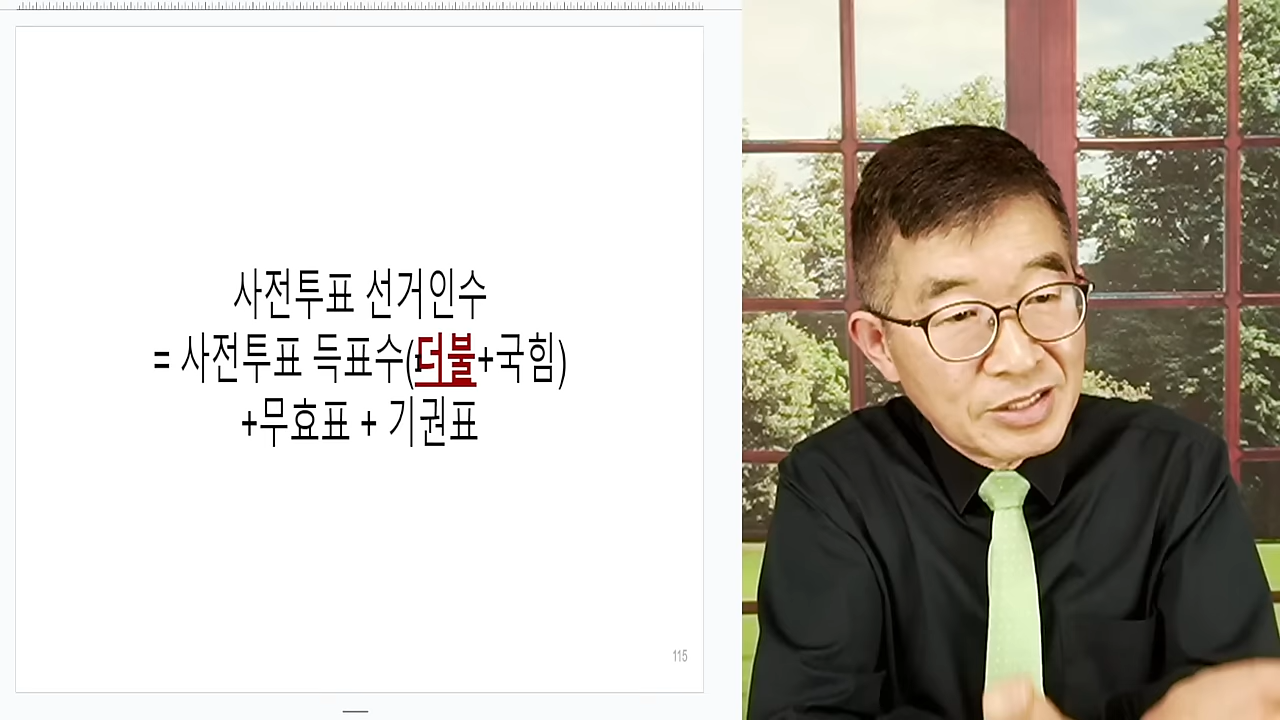 사전투표 선거인수
= 사전투표 득표수(더불+국힘)
+무효표 + 기권표
115